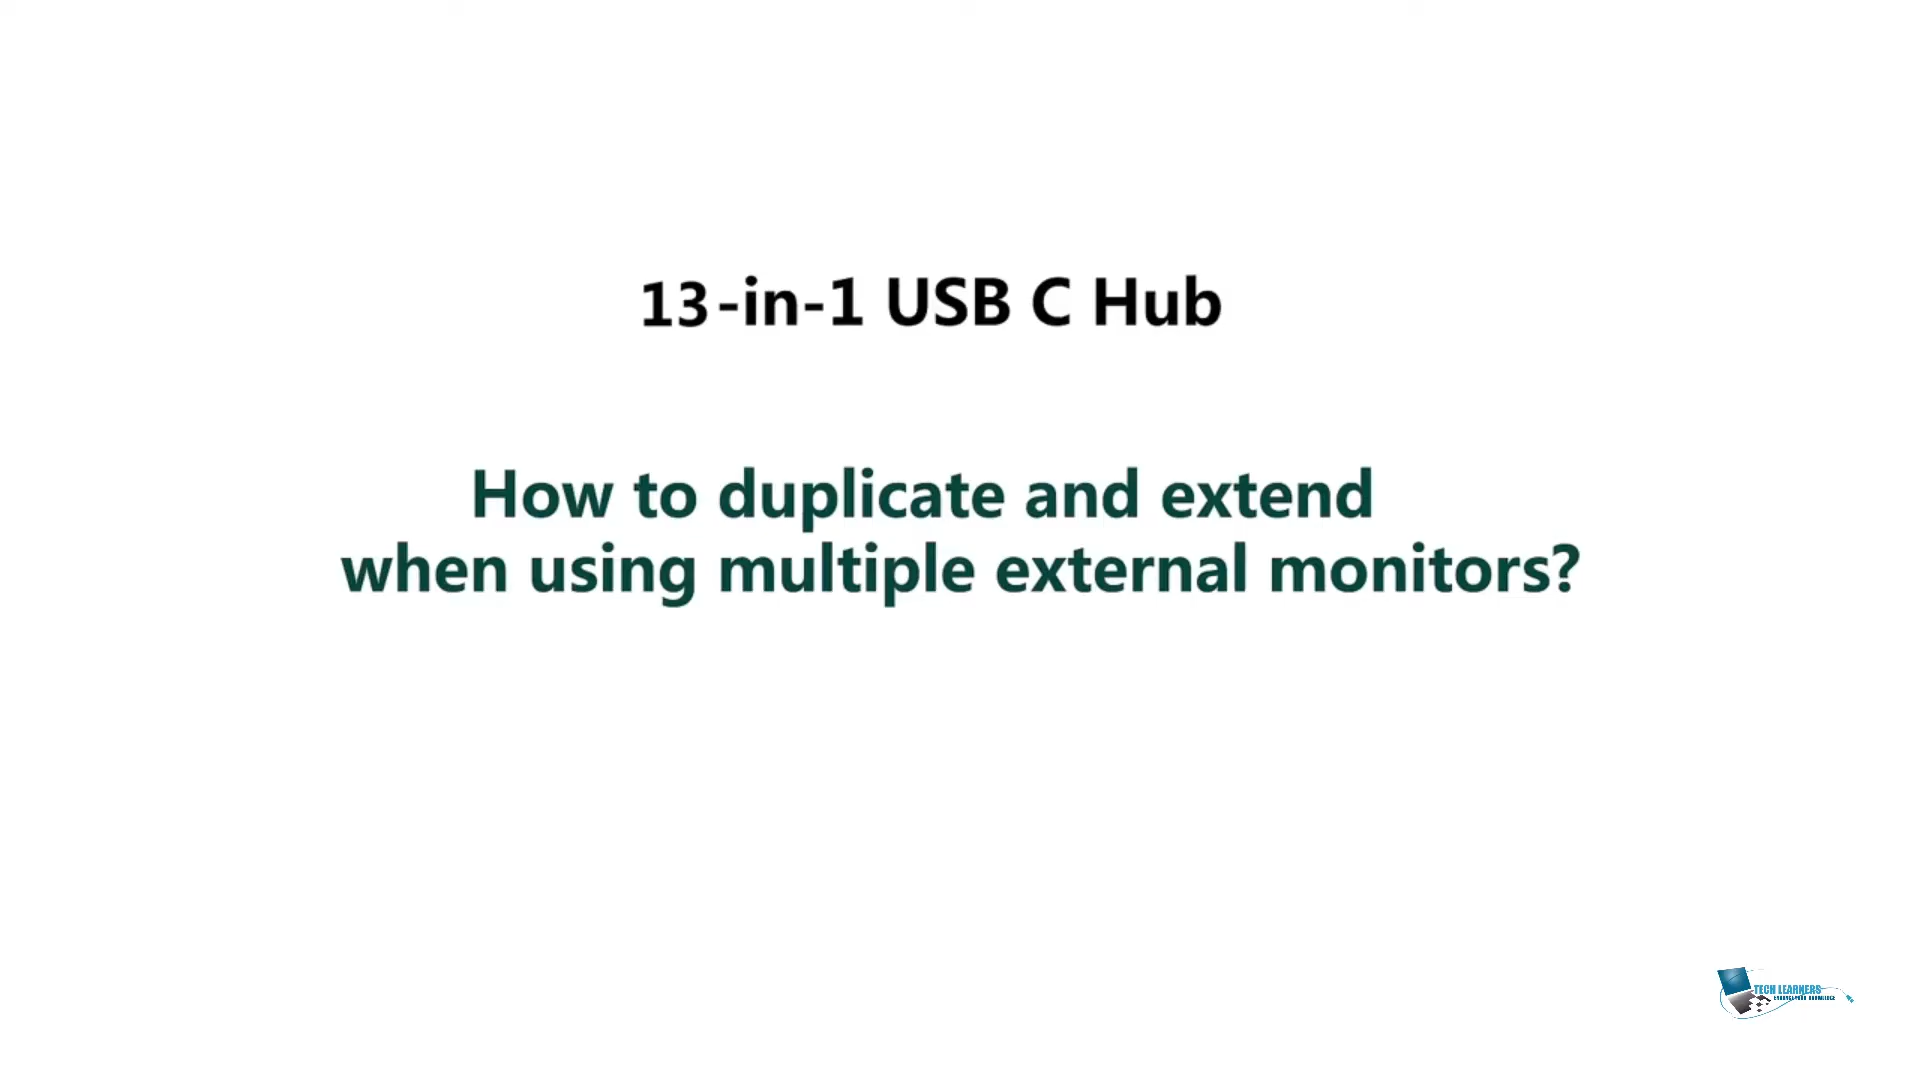 13-in-1 USB C Hub
How to duplicate and extend
when using multiple external monitors?
TECH LEARNERS